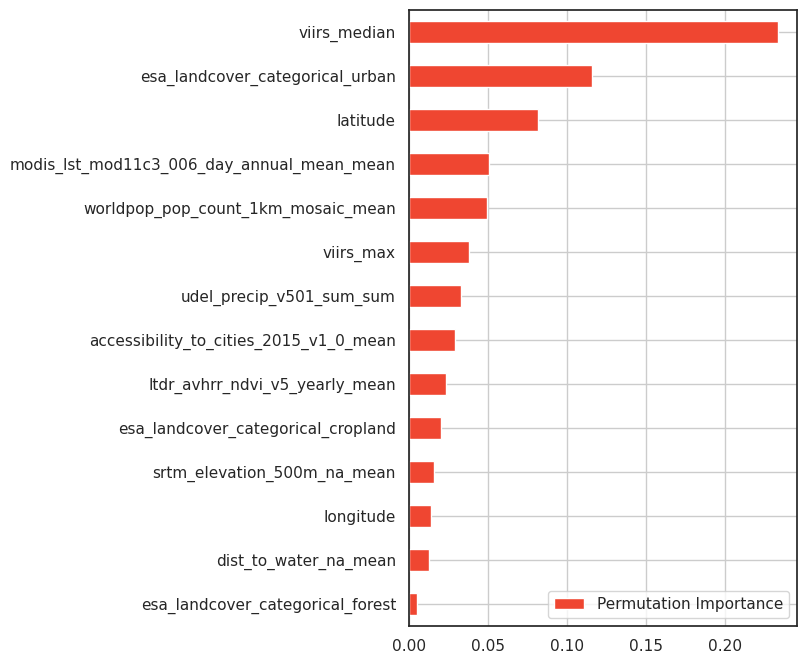 viirs_median
esa_landcover_categorical_urban
latitude
modis_lst_mod11c3_006_day_annual_mean_mean
worldpop_pop_count_1km_mosaic_mean
viirs_max
udel_precip_v501_sum_sum
accessibility_to_cities_2015_v1_0_mean
ltdr_avhrr_ndvi_v5_yearly_mean
esa_landcover_categorical_cropland
srtm_elevation_500m_na_mean
longitude
dist_to_water_na_mean
esa_landcover_categorical_forest
Permutation Importance
0.00 0.05 0.10 0.15 0.20